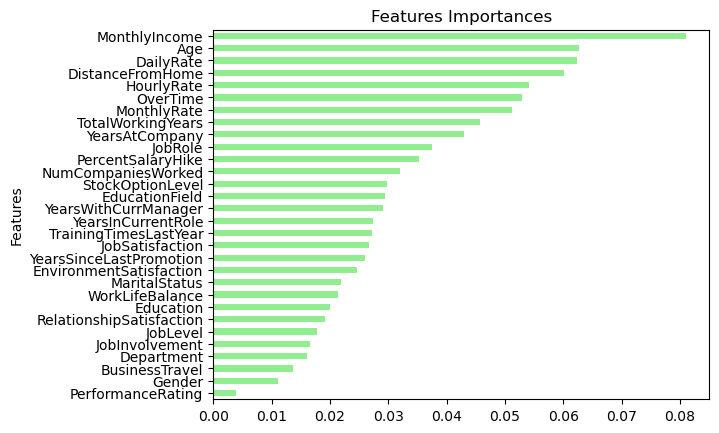 Features Importances
MonthlyIncome
Age
DailyRate
DistanceFromHome
HourlyRate
OverTime
MonthlyRate
TotalWorkingYears
YearsAtCompany
JobRole
PercentSalaryHike
NumCompaniesWorked
StockOptionLevel
EducationField
YearsWithCurrManager
YearsInCurrentRole
TrainingTimesLastYear
JobSatisfaction
YearsSinceLastPromotion
EnvironmentSatisfaction
MaritalStatus
WorkLifeBalance
Education
RelationshipSatisfaction
JobLevel
JobInvolvement
Department
BusinessTravel
Gender
PerformanceRating
Features
0.00 0.01 0.02 0.03 0.04 0.05 0.06 0.07 0.08